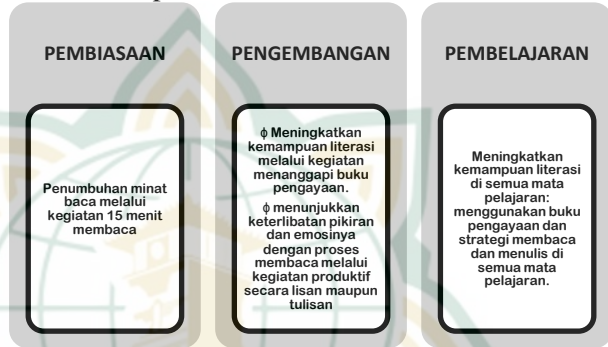 PEMBIASAAN
Penumbuhan minat
baca melalui
kegiatan 15 menit
membaca
PENGEMBANGAN
ϕ Meningkatkan
kemampuan literasi
melalui kegiatan
menanggapi buku
pengayaan.
ϕ menunjukkan
keterlibatan pikiran
dan emosinya
dengan proses
membaca melalui
kegiatan produktif
secara lisan maupun
tulisan
PEMBELAJARAN
Meningkatkan
kemampuan literasi
di semua mata
pelajaran:
menggunakan buku
pengayaan dan
strategi membaca
dan menulis di
semua mata
pelajaran.